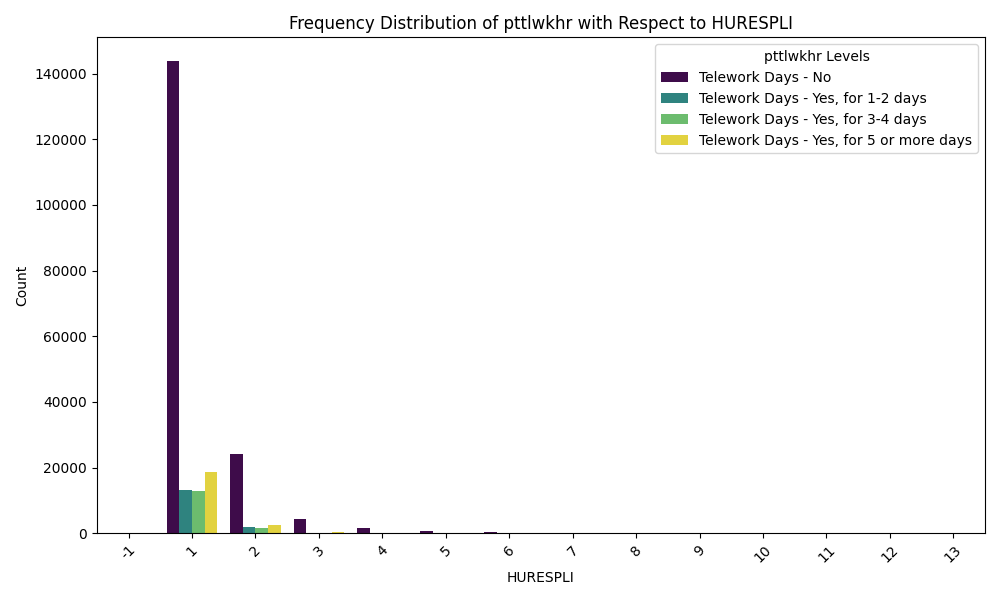 Frequency Distribution of pttlwkhr with Respect to HURESPLI
pttlwkhr Levels
Telework Days - No
Telework Days - Yes, for 1-2 days
Telework Days - Yes, for 3-4 days
Telework Days - Yes, for 5 or more days
Count
140000
120000
100000
80000
60000
40000
20000
0
-1 1 2 3 4 5 6 7 8 9 10 11 12 13
HURESPLI